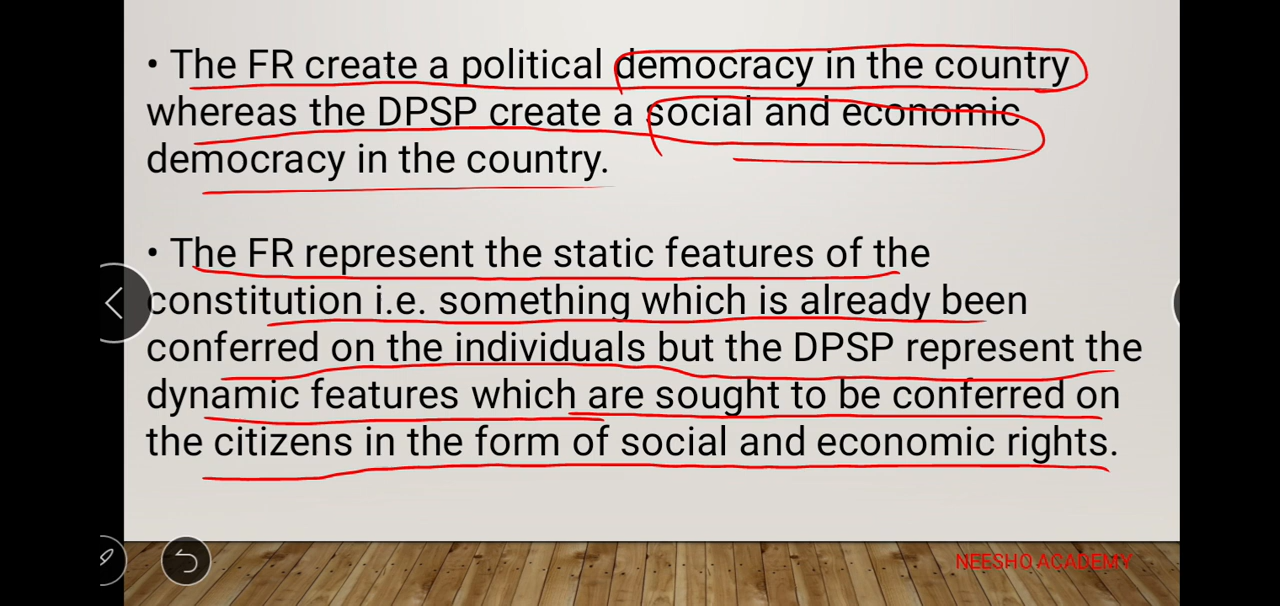 • The FR create a political democracy in the country
whereas the DPSP create a social and economic
democracy in the country.
• The FR represent the static features of the
constitution i.e. something which is already been
conferred on the individuals but the DPSP represent the
dynamic features which are sought to be conferred on
the citizens in the form of social and economic rights.
NEESHO ACADEMY